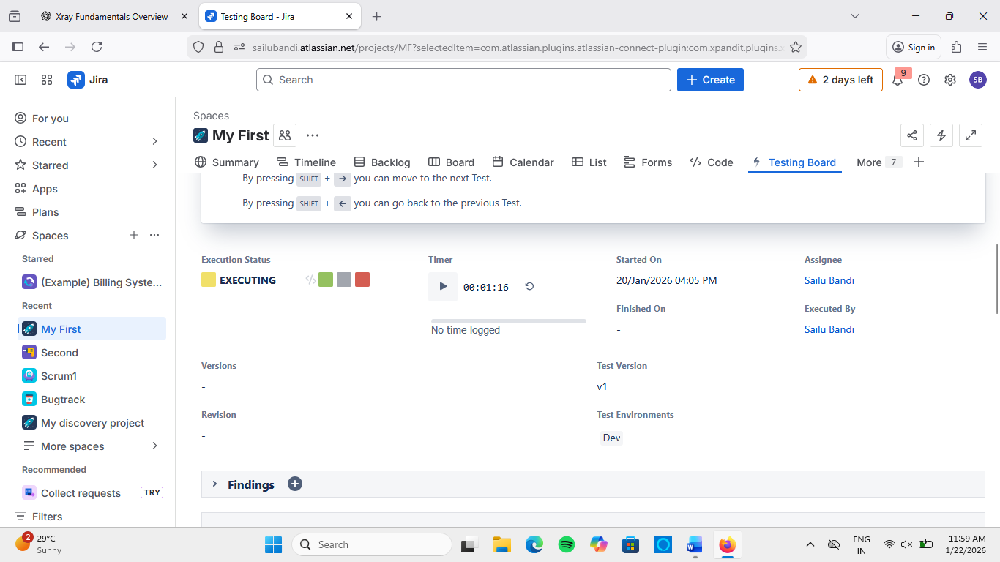 Xray Fundamentals Overview
Testing Board - Jira
sailubandi.atlassian.net/projects/MF?selectedItem=com.atlassian.plugins.atlassian-connect-plugin:com.xpandit.plugins.x
Sign in
Jira
Search
Create
2 days left
9
SB
For you
Recent
Starred
Apps
Plans
Spaces
Starred
(Example) Billing Syste...
Recent
My First
Second
Scrum1
Bugtrack
My discovery project
More spaces
Recommended
Collect requests TRY
Filters
Spaces
My First
Summary Timeline Backlog Board Calendar List Forms Code Testing Board More 7
By pressing SHIFT + → you can move to the next Test.
By pressing SHIFT + ← you can go back to the previous Test.
Execution Status
EXECUTING
Timer
00:01:16
No time logged
Started On
20/Jan/2026 04:05 PM
Finished On
-
Assignee
Sailu Bandi
Executed By
Sailu Bandi
Versions
-
Test Version
v1
Revision
-
Test Environments
Dev
Findings
2
29°C
Sunny
Search
ENG
IN
11:59 AM
1/22/2026